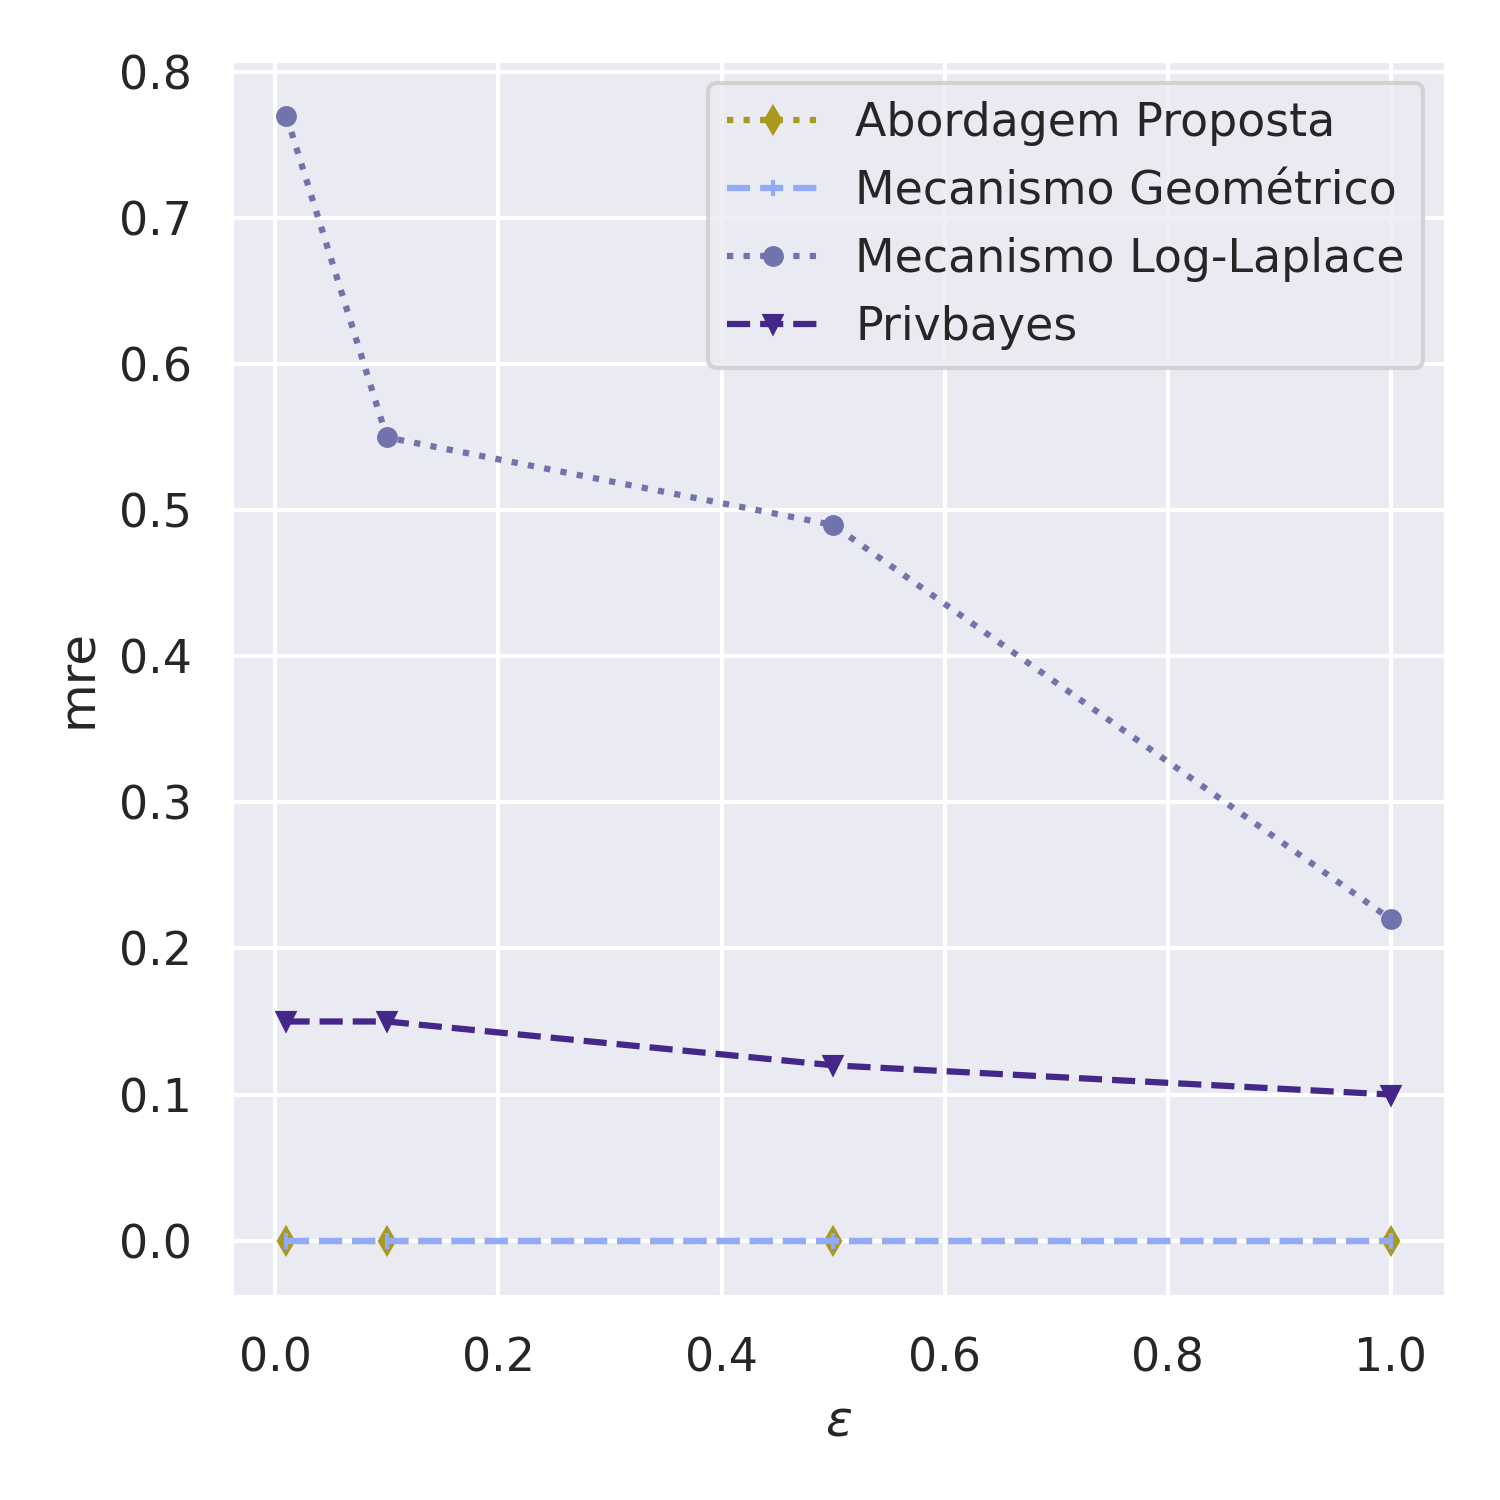 0.8
0.7
0.6
0.5
0.4
0.3
0.2
0.1
0.0
mre
Abordagem Proposta
Mecanismo Geométrico
Mecanismo Log-Laplace
Privbayes
0.0 0.2 0.4 0.6 0.8 1.0
ε